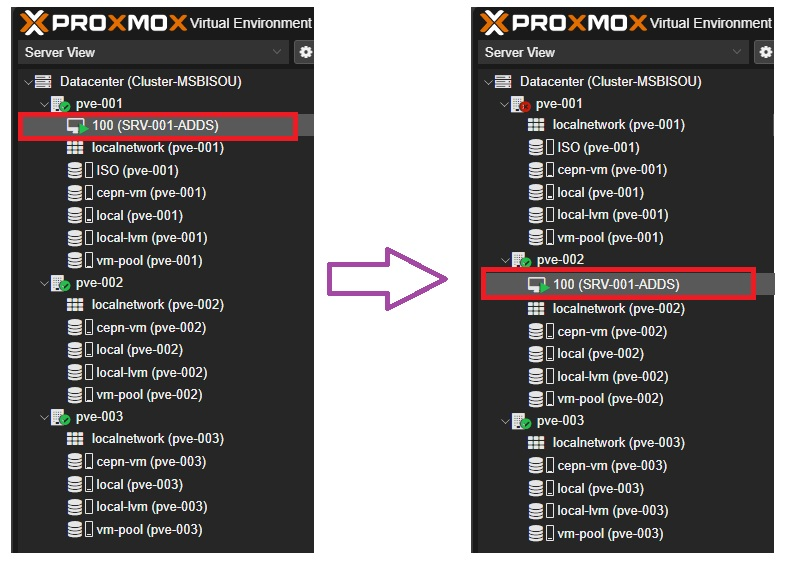 PROXMOX Virtual Environment
Server View
Datacenter (Cluster-MSBISOU)
pve-001
100 (SRV-001-ADDS)
localnetwork (pve-001)
ISO (pve-001)
cepn-vm (pve-001)
local (pve-001)
local-lvm (pve-001)
vm-pool (pve-001)
pve-002
localnetwork (pve-002)
cepn-vm (pve-002)
local (pve-002)
local-lvm (pve-002)
vm-pool (pve-002)
pve-003
localnetwork (pve-003)
cepn-vm (pve-003)
local (pve-003)
local-lvm (pve-003)
vm-pool (pve-003)
PROXMOX Virtual Environment
Server View
Datacenter (Cluster-MSBISOU)
pve-001
localnetwork (pve-001)
ISO (pve-001)
cepn-vm (pve-001)
local (pve-001)
local-lvm (pve-001)
vm-pool (pve-001)
pve-002
100 (SRV-001-ADDS)
localnetwork (pve-002)
cepn-vm (pve-002)
local (pve-002)
local-lvm (pve-002)
vm-pool (pve-002)
pve-003
localnetwork (pve-003)
cepn-vm (pve-003)
local (pve-003)
local-lvm (pve-003)
vm-pool (pve-003)